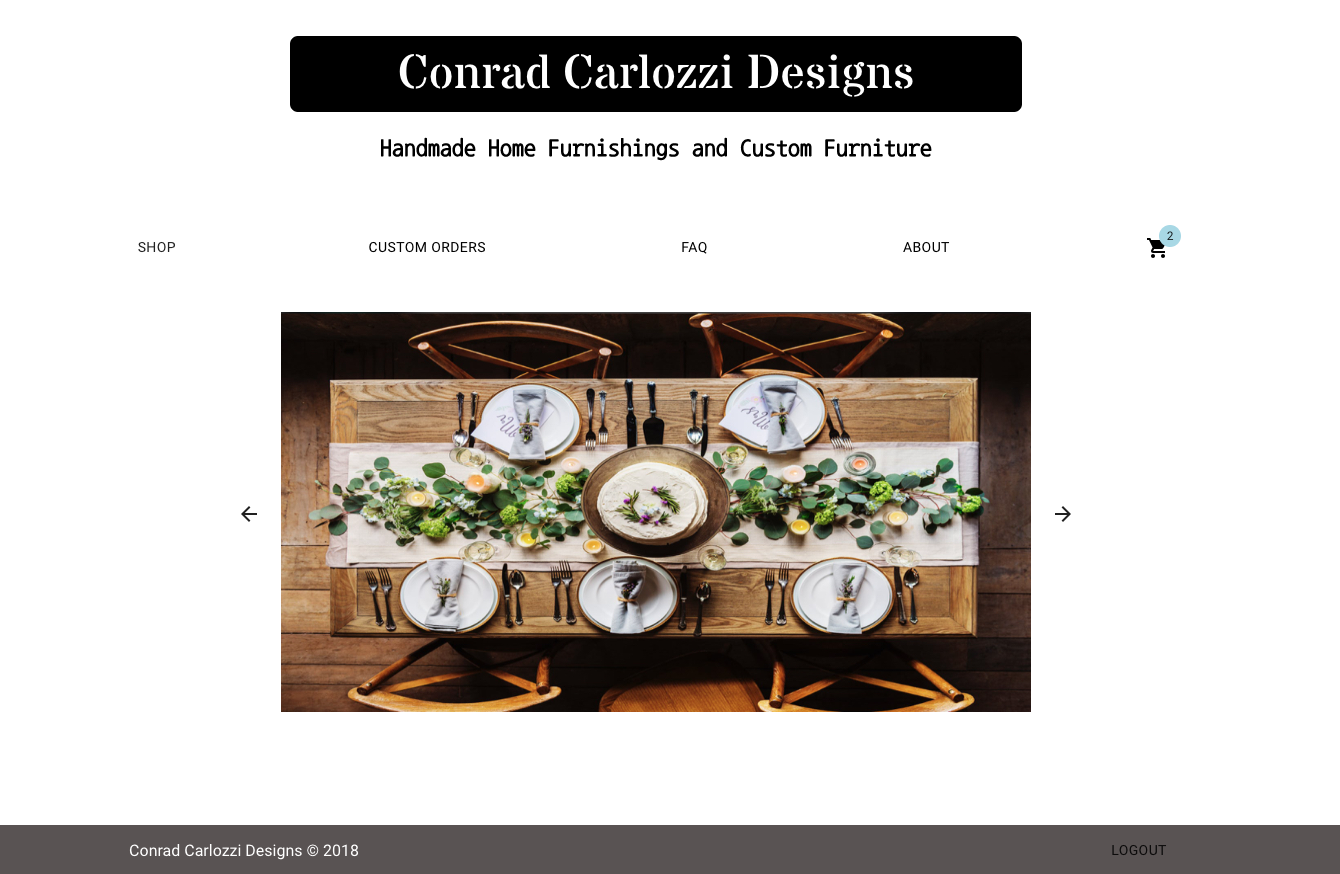 Conrad Carlozzi Designs
Handmade Home Furnishings and Custom Furniture
SHOP CUSTOM ORDERS FAQ ABOUT 2
Conrad Carlozzi Designs © 2018 LOGOUT